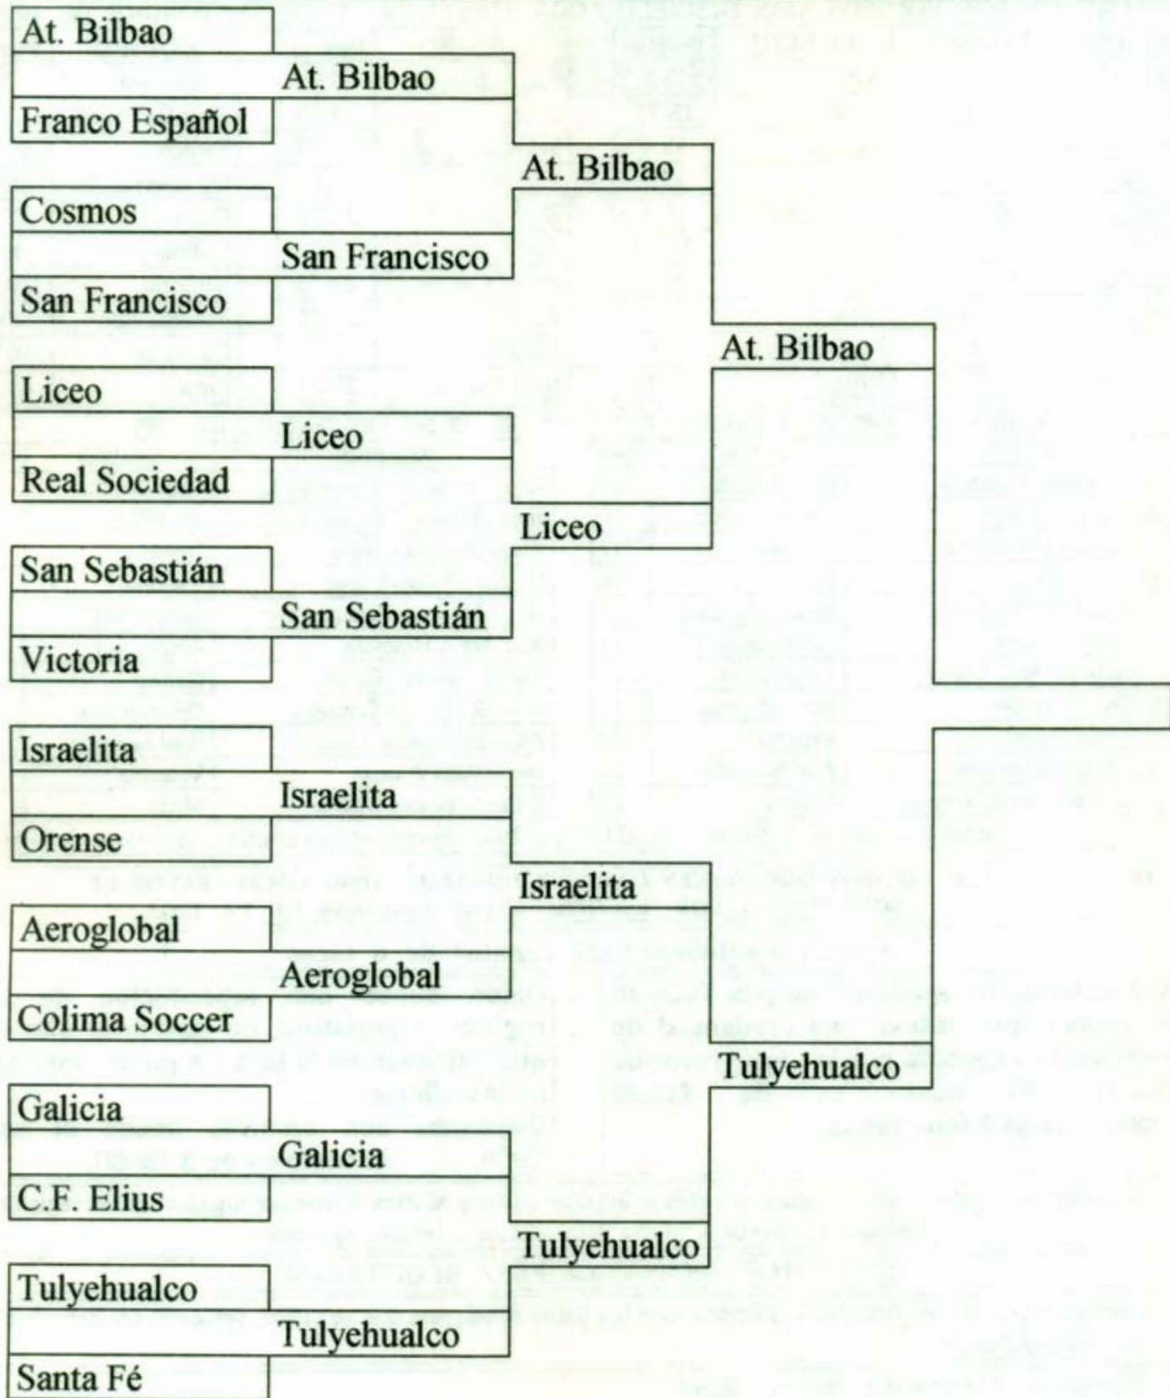 At. Bilbao
At. Bilbao
Franco Español
At. Bilbao
Cosmos
San Francisco
San Francisco
At. Bilbao
Liceo
Liceo
Real Sociedad
Liceo
San Sebastián
San Sebastián
Victoria
Israelita
Israelita
Orense
Israelita
Aeroglobal
Aeroglobal
Colima Soccer
Tulyehualco
Galicia
Galicia
C.F. Elius
Tulyehualco
Tulyehualco
Tulyehualco
Santa Fé